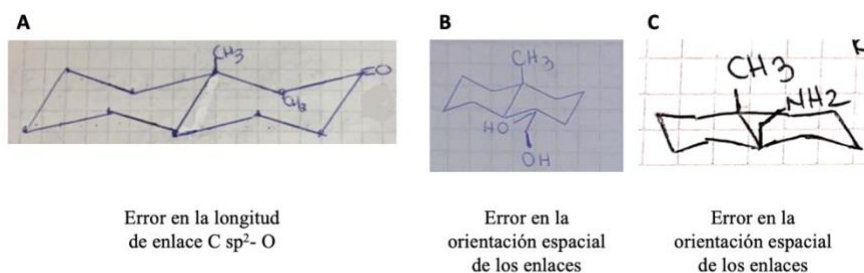 A
B
C
CH3
CO
CH3
CH3
HO
OH
CH3
NH2
Error en la longitud
de enlace C sp²- O
Error en la
orientación espacial
de los enlaces
Error en la
orientación espacial
de los enlaces